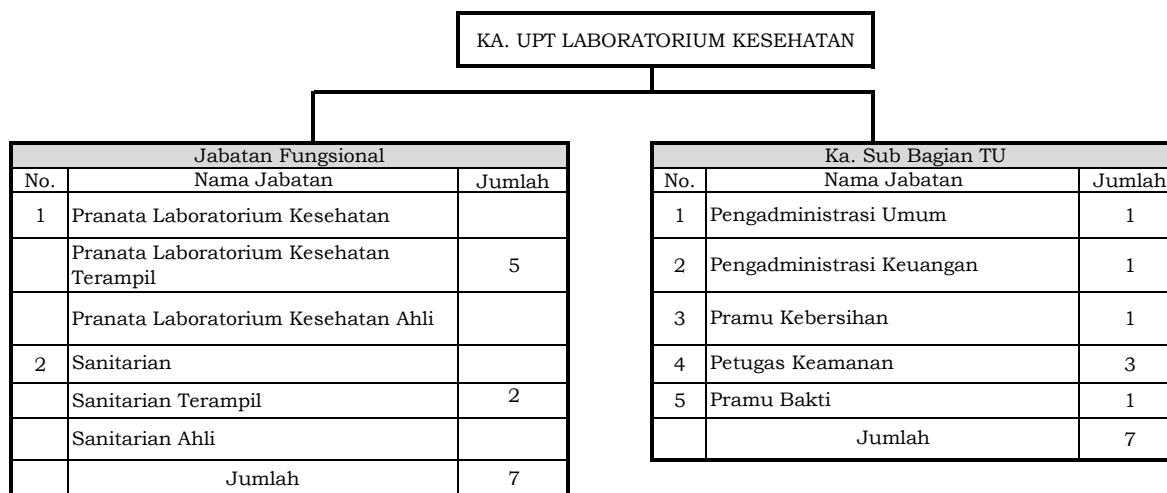 KA. UPT LABORATORIUM KESEHATAN
Jabatan Fungsional
No. Nama Jabatan Jumlah
1 Pranata Laboratorium Kesehatan
Pranata Laboratorium Kesehatan
Terampil 5
Pranata Laboratorium Kesehatan Ahli
2 Sanitarian
Sanitarian Terampil 2
Sanitarian Ahli
Jumlah 7
Ka. Sub Bagian TU
No. Nama Jabatan Jumlah
1 Pengadministrasi Umum 1
2 Pengadministrasi Keuangan 1
3 Pramu Kebersihan 1
4 Petugas Keamanan 3
5 Pramu Bakti 1
Jumlah 7